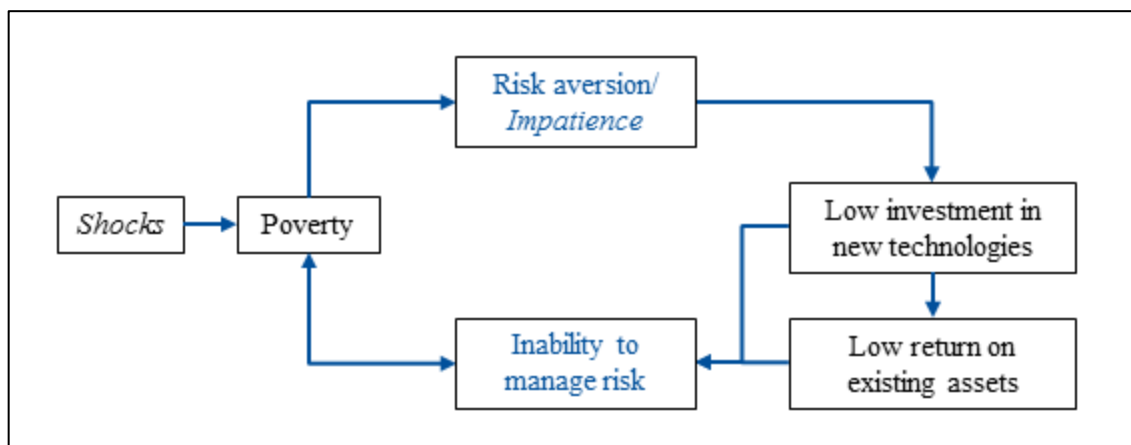 Risk aversion/
Impatience
Shocks
Poverty
Low investment in
new technologies
Inability to
manage risk
Low return on
existing assets